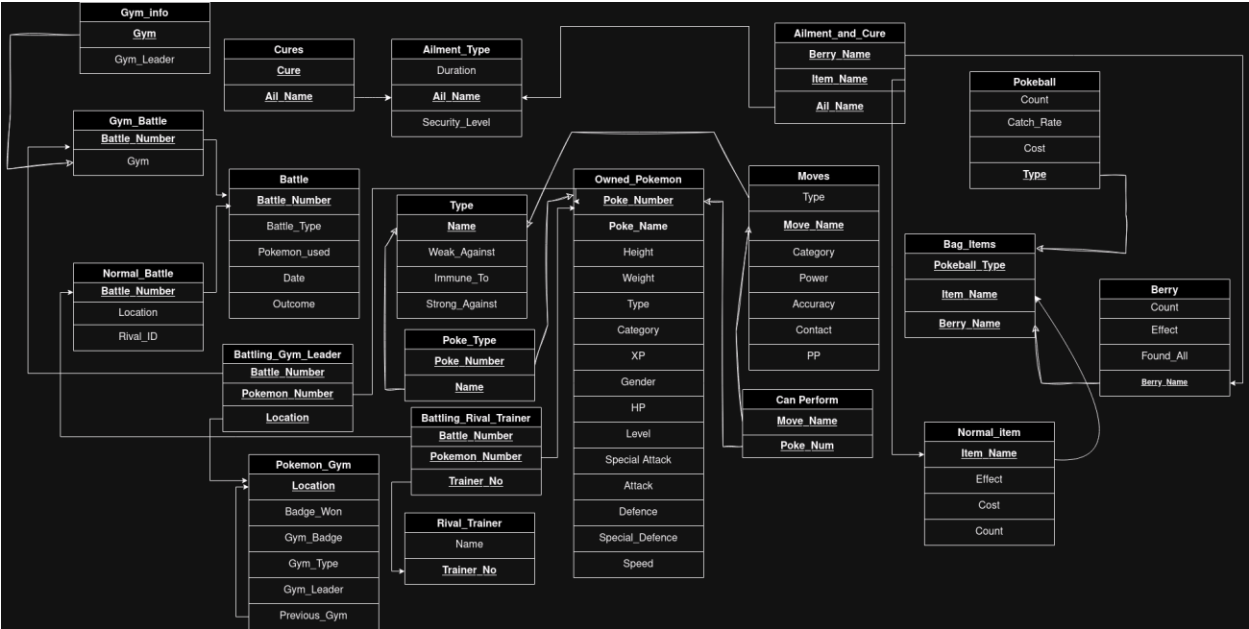 Gym_info
Gym
Gym_Leader
Cures
Cure
Ail_Name
Ailment_Type
Duration
Ail_Name
Security_Level
Ailment_and_Cure
Berry_Name
Item_Name
Ail_Name
Pokeball
Count
Catch_Rate
Cost
Type
Gym_Battle
Battle_Number
Gym
Battle
Battle_Number
Battle_Type
Pokemon_used
Date
Outcome
Type
Name
Weak_Against
Immune_To
Strong_Against
Owned_Pokemon
Poke_Number
Poke_Name
Height
Weight
Type
Category
XP
Gender
HP
Level
Special Attack
Attack
Defence
Special_Defence
Speed
Moves
Type
Move_Name
Category
Power
Accuracy
Contact
PP
Bag_Items
Pokeball_Type
Item_Name
Berry_Name
Berry
Count
Effect
Found_All
Berry_Name
Normal_Battle
Battle_Number
Location
Rival_ID
Poke_Type
Poke_Number
Name
Battling_Gym_Leader
Battle_Number
Pokemon_Number
Location
Battling_Rival_Trainer
Battle_Number
Pokemon_Number
Trainer_No
Can Perform
Move_Name
Poke_Num
Normal_item
Item_Name
Effect
Cost
Count
Pokemon_Gym
Location
Badge_Won
Gym_Badge
Gym_Type
Gym_Leader
Previous_Gym
Rival_Trainer
Name
Trainer_No